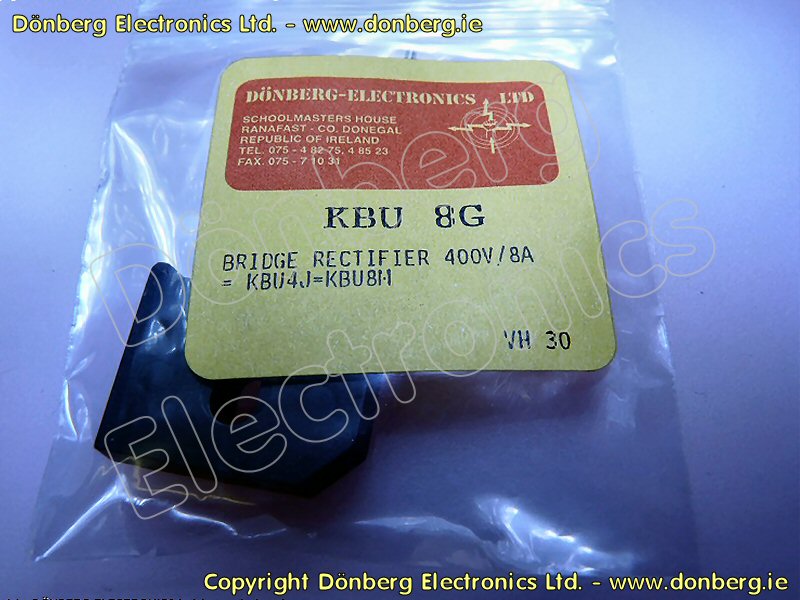 Dönberg Electronics Ltd. - www.donberg.ie
DÖNBERG-ELECTRONICS LTD
SCHOOLMASTERS HOUSE
RANAFAST - CO. DONEGAL
REPUBLIC OF IRELAND
TEL. 075 - 4 82 75, 4 85 23
FAX. 075 - 7 10 31
KBU 8G
BRIDGE RECTIFIER 400V/8A
= KBU4J=KBU8M
VH 30
Dönberg
Electronics
Copyright Dönberg Electronics Ltd. - www.donberg.ie